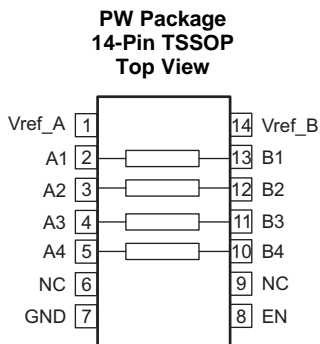 PW Package
14-Pin TSSOP
Top View
Vref_A 1 14 Vref_B
A1 2 13 B1
A2 3 12 B2
A3 4 11 B3
A4 5 10 B4
NC 6 9 NC
GND 7 8 EN